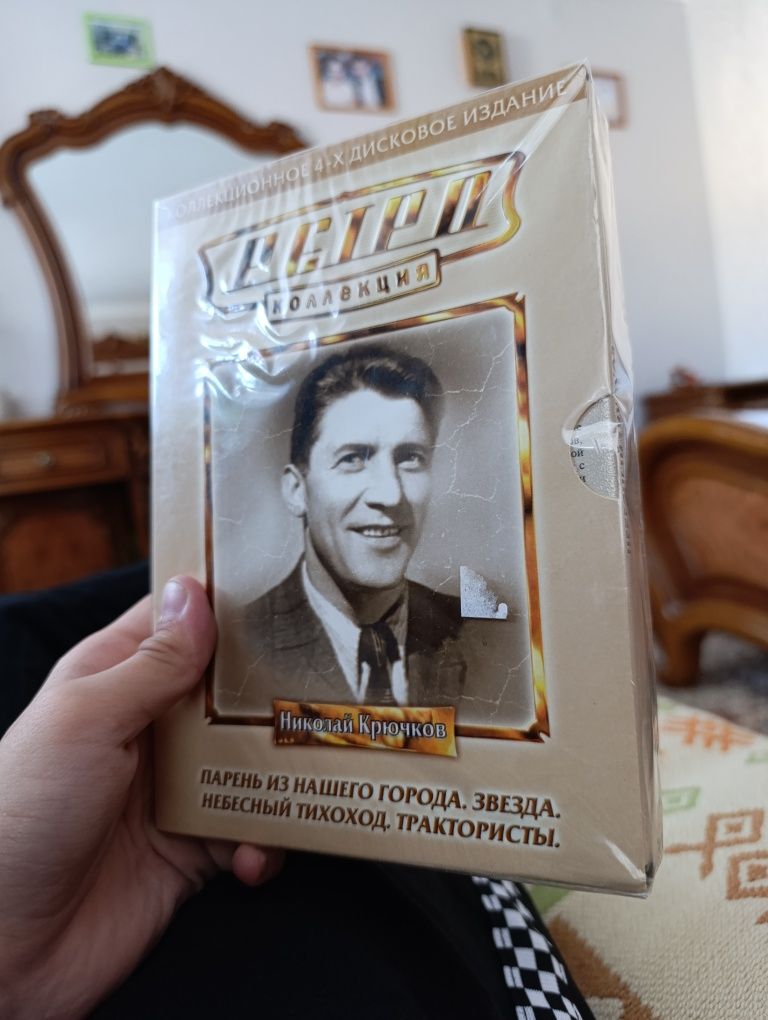 КОЛЛЕКЦИОННОЕ 4-Х ДИСКОВОЕ ИЗДАНИЕ
РЕТРО
КОЛЛЕКЦИЯ
Николай Крючков
ПАРЕНЬ ИЗ НАШЕГО ГОРОДА. ЗВЕЗДА.
НЕБЕСНЫЙ ТИХОХОД. ТРАКТОРИСТЫ.